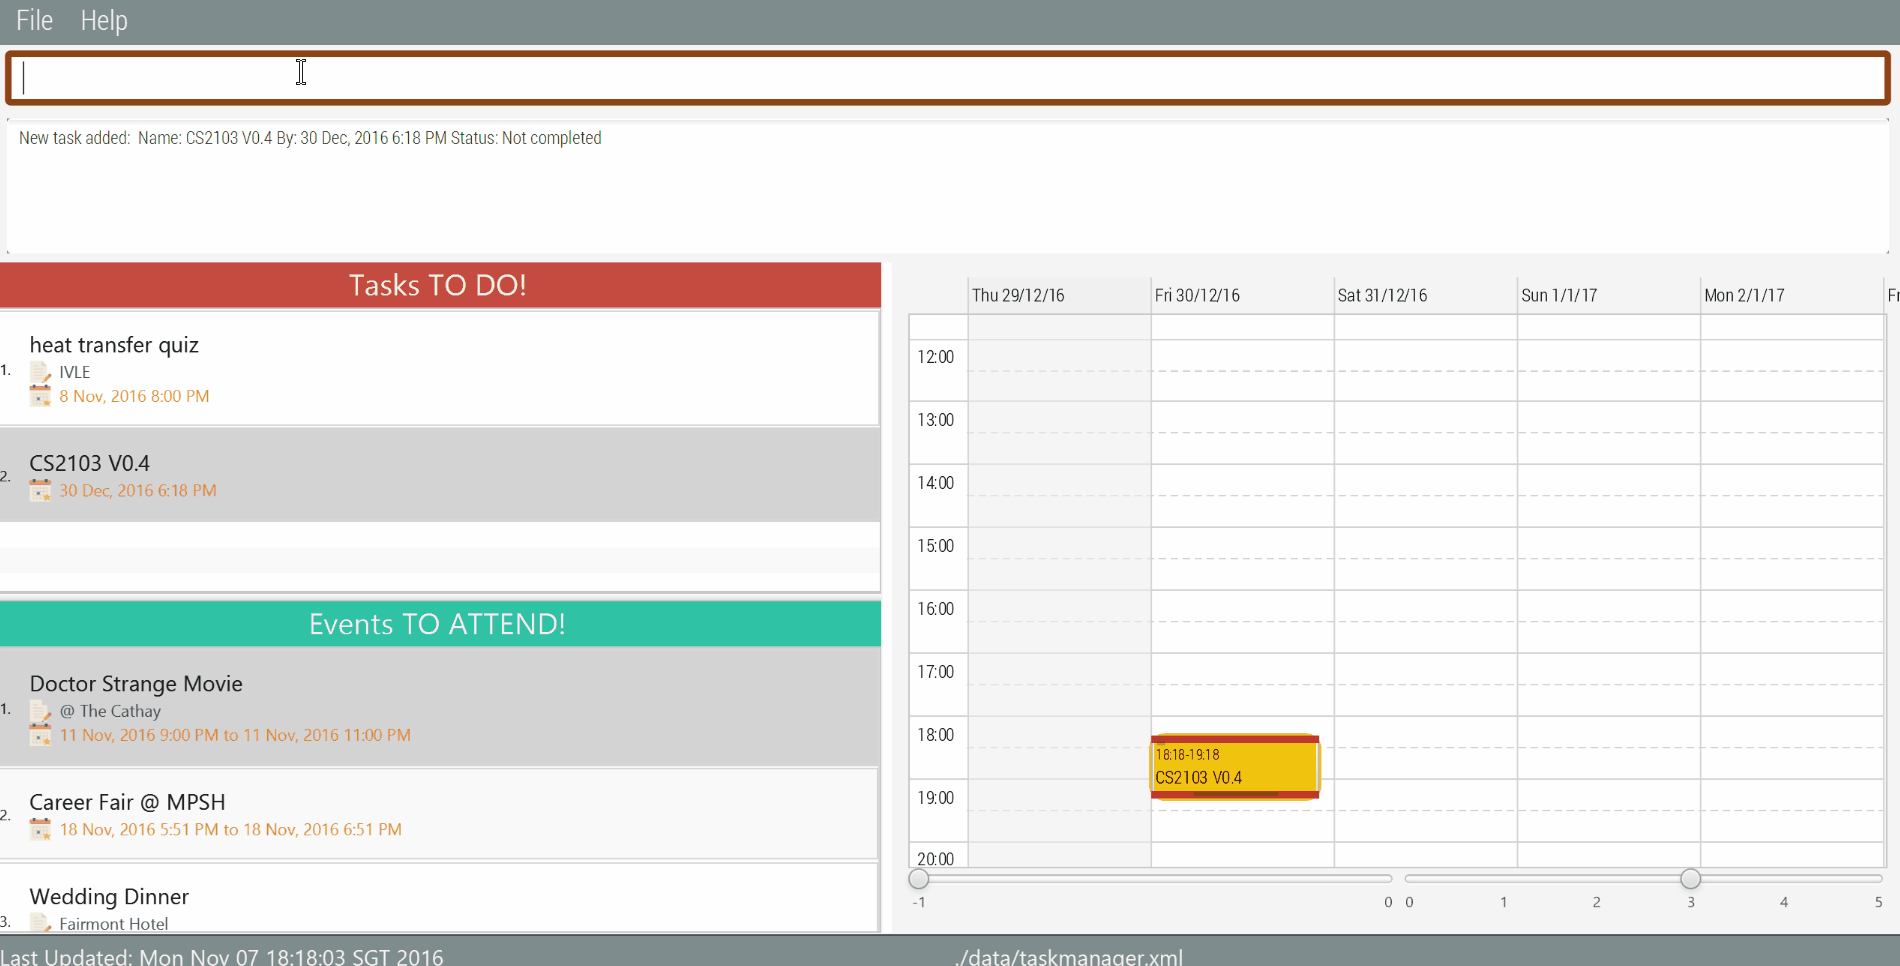 File Help
New task added: Name: CS2103 V0.4 By: 30 Dec, 2016 6:18 PM Status: Not completed
Tasks TO DO!
1.
heat transfer quiz
IVLE
8 Nov, 2016 8:00 PM
2.
CS2103 V0.4
30 Dec, 2016 6:18 PM
Events TO ATTEND!
1.
Doctor Strange Movie
@ The Cathay
11 Nov, 2016 9:00 PM to 11 Nov, 2016 11:00 PM
2.
Career Fair @ MPSH
18 Nov, 2016 5:51 PM to 18 Nov, 2016 6:51 PM
3.
Wedding Dinner
Fairmont Hotel
Thu 29/12/16 Fri 30/12/16 Sat 31/12/16 Sun 1/1/17 Mon 2/1/17 Fr
12:00
13:00
14:00
15:00
16:00
17:00
18:00
18:18-19:18
CS2103 V0.4
19:00
20:00
-1 0 0 1 2 3 4 5
Last Updated: Mon Nov 07 18:18:03 SGT 2016 ./data/taskmanager.xml